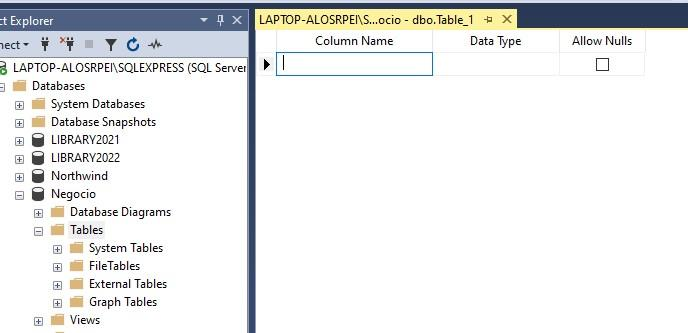 ct Explorer
LAPTOP-ALOSRPEI\S...ocio - dbo.Table_1
nnect
Column Name Data Type Allow Nulls
LAPTOP-ALOSRPEI\SQLEXPRESS (SQL Server
Databases
System Databases
Database Snapshots
LIBRARY2021
LIBRARY2022
Northwind
Negocio
Database Diagrams
Tables
System Tables
FileTables
External Tables
Graph Tables
Views